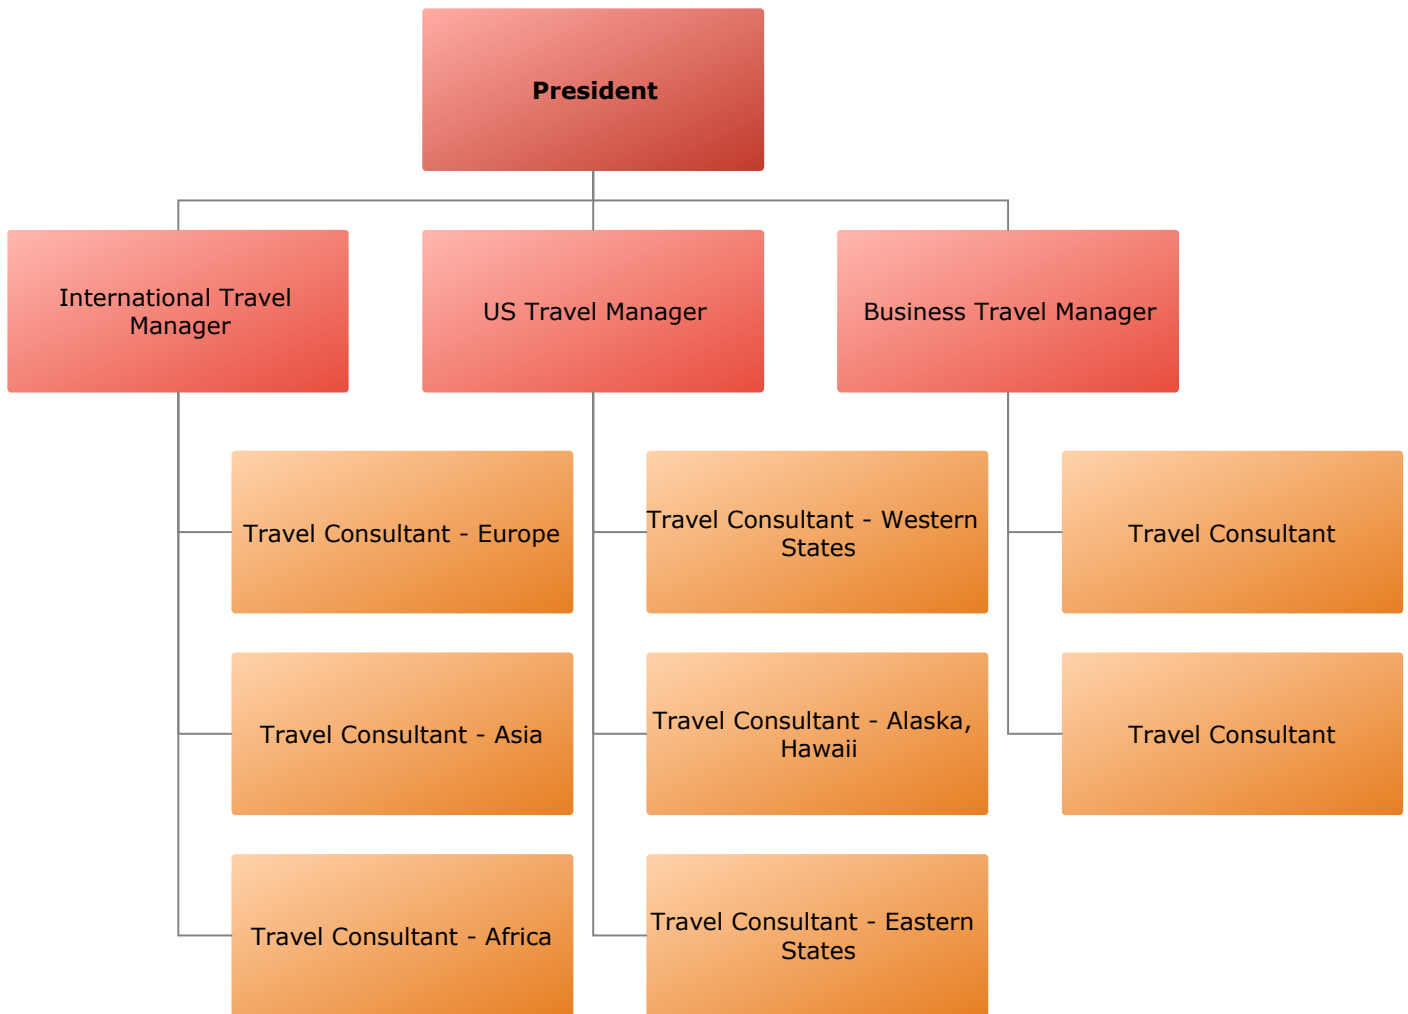 President
International Travel
Manager
US Travel Manager
Business Travel Manager
Travel Consultant - Europe
Travel Consultant - Western
States
Travel Consultant
Travel Consultant - Asia
Travel Consultant - Alaska,
Hawaii
Travel Consultant
Travel Consultant - Africa
Travel Consultant - Eastern
States